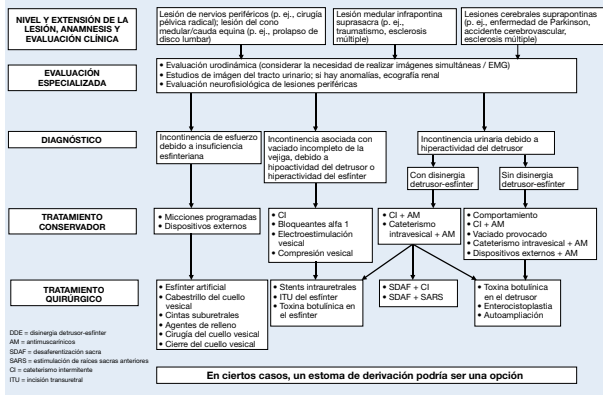 NIVEL Y EXTENSIÓN DE LA
LESIÓN, ANAMNESIS Y
EVALUACIÓN CLÍNICA
Lesión de nervios periféricos (p. ej., cirugía
pélvica radical); lesión del cono
medular/cauda equina (p. ej., prolapso de
disco lumbar)
Lesión medular infrapontina
suprasacra (p. ej.,
traumatismo, esclerosis
múltiple)
Lesiones cerebrales suprapontinas
(p. ej., enfermedad de Parkinson,
accidente cerebrovascular,
esclerosis múltiple)
EVALUACIÓN
ESPECIALIZADA
• Evaluación urodinámica (considerar la necesidad de realizar imágenes simultáneas / EMG)
• Estudios de imágen del tracto urinario; si hay anomalías, ecografía renal
• Evaluación neurofisiológica de lesiones periféricas
DIAGNÓSTICO
Incontinencia de esfuerzo
debido a insuficiencia
esfinteriana
Incontinencia asociada con
vaciado incompleto de la
vejiga, debido a
hipoactividad del detrusor o
hiperactividad del esfínter
Incontinencia urinaria debido a
hiperactividad del detrusor
Con disinergia
detrusor-esfínter
Sin disinergia
detrusor-esfínter
TRATAMIENTO
CONSERVADOR
• Micciones programadas
• Dispositivos externos
• CI
• Bloqueantes alfa 1
• Electroestimulación
vesical
• Compresión vesical
• CI + AM
• Cateterismo
intravesical + AM
• Comportamiento
• CI + AM
• Vaciado provocado
• Cateterismo intravesical + AM
• Dispositivos externos + AM
TRATAMIENTO
QUIRÚRGICO
• Esfínter artificial
• Cabestrillo del cuello
vesical
• Cintas suburetrales
• Agentes de relleno
• Cirugía del cuello vesical
• Cierre del cuello vesical
• Stents intraureterales
• ITU del esfínter
• Toxina botulínica en
el esfínter
• SDAF + CI
• SDAF + SARS
• Toxina botulínica
en el detrusor
• Enterocistoplastia
• Autoampliación
DDE = disinergia detrusor-esfínter
AM = antimuscarínicos
SDAF = desaferentización sacra
SARS = estimulación de raíces sacras anteriores
CI = cateterismo intermitente
ITU = incisión transuretral
En ciertos casos, un estoma de derivación podría ser una opción